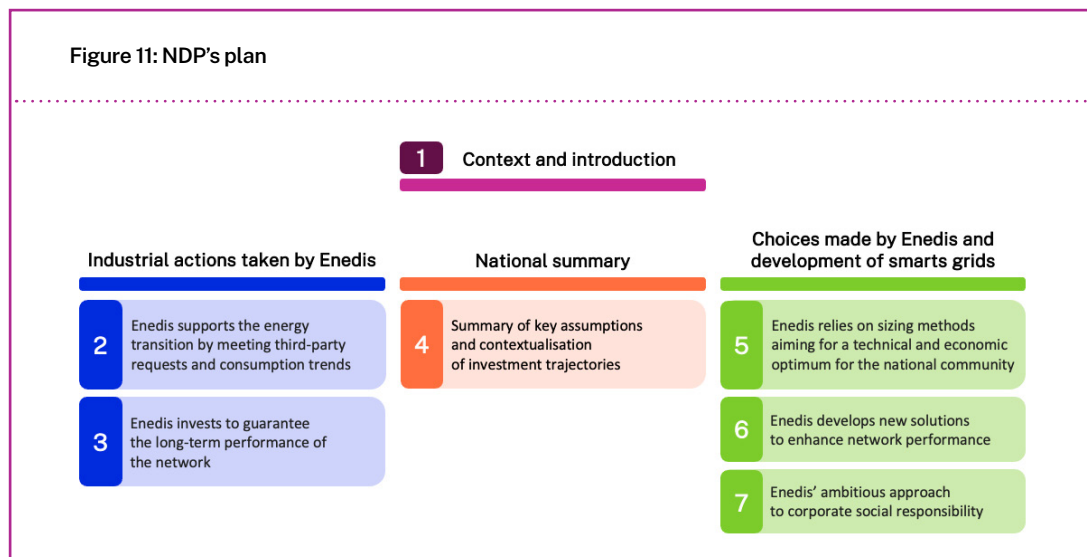 Figure 11: NDP's plan
1
Context and introduction
Industrial actions taken by Enedis
2
Enedis supports the energy
transition by meeting third-party
requests and consumption trends
3
Enedis invests to guarantee
the long-term performance of
the network
National summary
4
Summary of key assumptions
and contextualisation
of investment trajectories
Choices made by Enedis and
development of smarts grids
5
Enedis relies on sizing methods
aiming for a technical and economic
optimum for the national community
6
Enedis develops new solutions
to enhance network performance
7
Enedis' ambitious approach
to corporate social responsibility